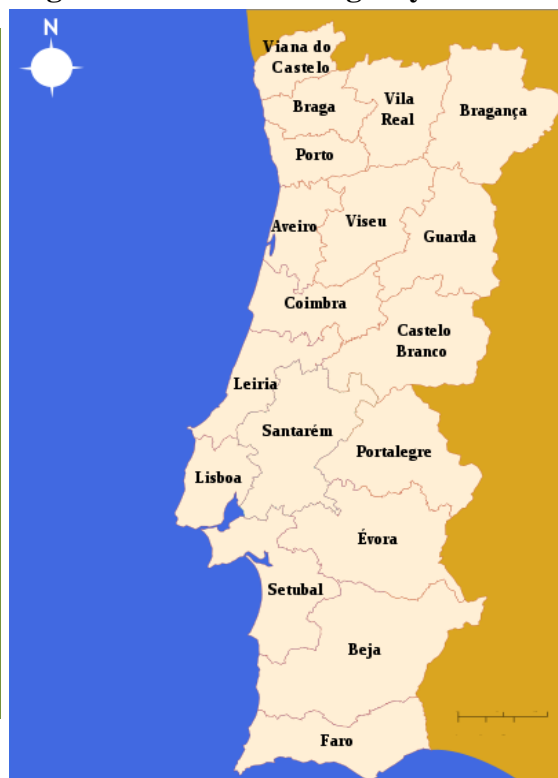 N
Viana do
Castelo
Braga
Vila
Real
Bragança
Porto
Aveiro
Viseu
Guarda
Coimbra
Castelo
Branco
Leiria
Santarém
Portalegre
Lisboa
Évora
Setubal
Beja
Faro